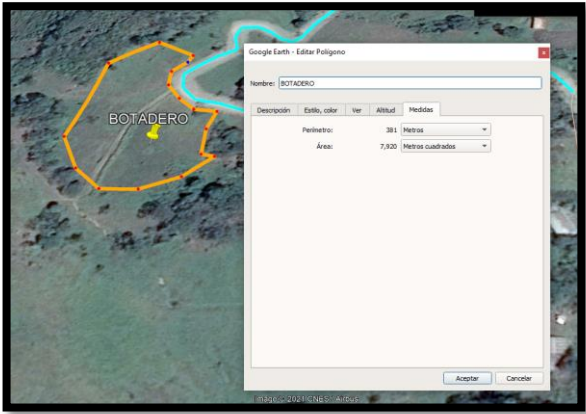 Google Earth - Editar Polígono
Nombre: BOTADERO
Descripción Estilo, color Ver Altitud Medidas
Perímetro: 381 Metros
Área: 7,920 Metros cuadrados
BOTADERO
Aceptar Cancelar
Image © 2021 CNES / Airbus